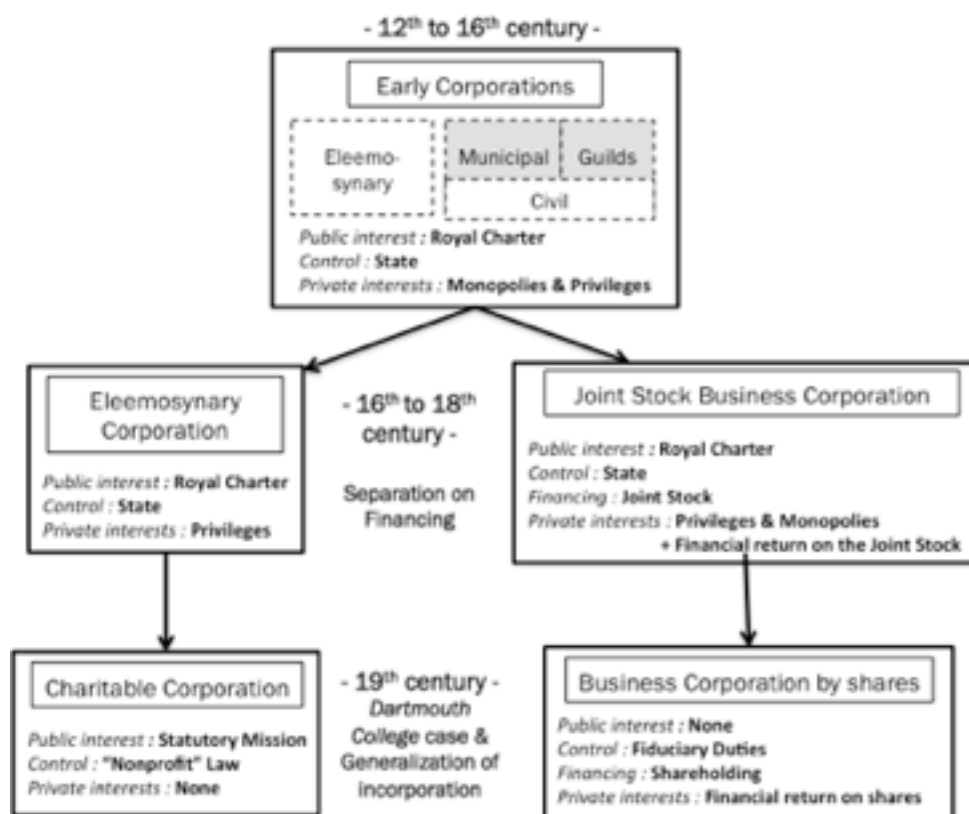 - 12th to 16th century -
Early Corporations
Eleemo-
synary
Municipal
Guilds
Civil
Public interest : Royal Charter
Control : State
Private interests : Monopolies & Privileges
Eleemosynary
Corporation
Public interest : Royal Charter
Control : State
Private interests : Privileges
- 16th to 18th
century -
Separation on
Financing
Joint Stock Business Corporation
Public interest : Royal Charter
Control : State
Financing : Joint Stock
Private interests : Privileges & Monopolies
+ Financial return on the Joint Stock
Charitable Corporation
Public interest : Statutory Mission
Control : "Nonprofit" Law
Private interests : None
- 19th century -
Dartmouth
College case &
Generalization of
incorporation
Business Corporation by shares
Public interest : None
Control : Fiduciary Duties
Financing : Shareholding
Private interests : Financial return on shares